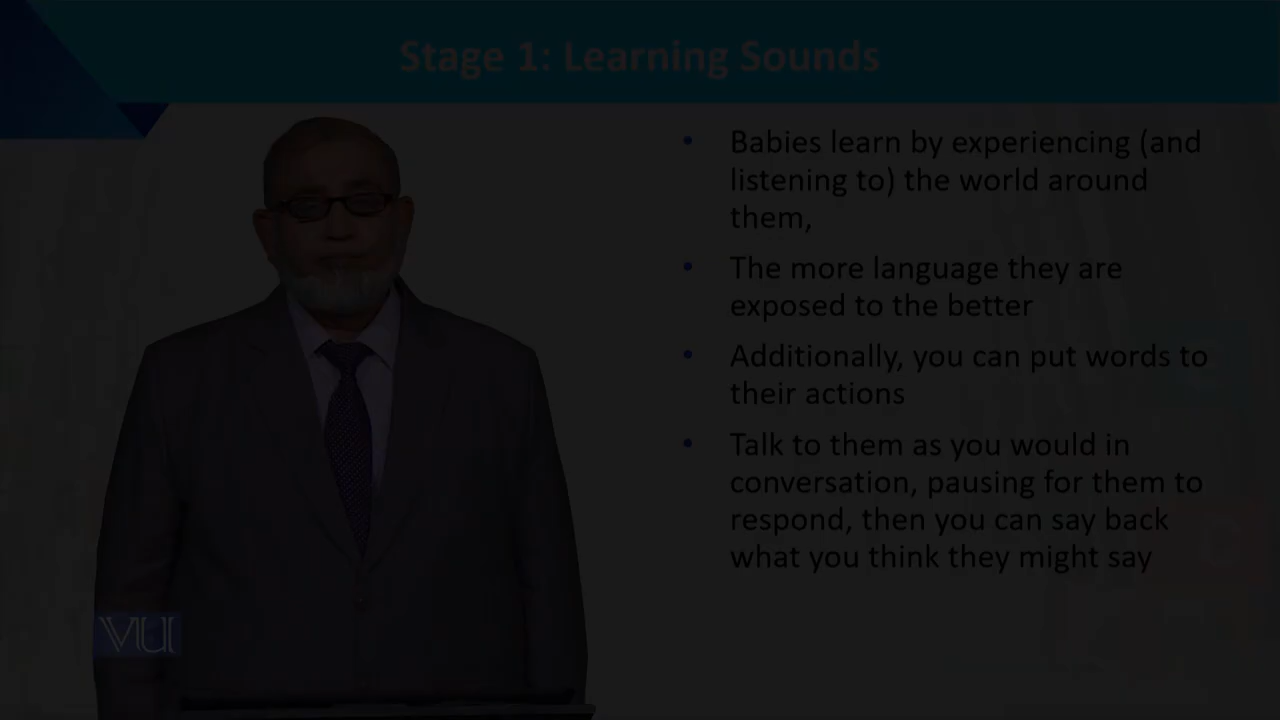 Stage 1: Learning Sounds
• Babies learn by experiencing (and
listening to) the world around
them,
• The more language they are
exposed to the better
• Additionally, you can put words to
their actions
• Talk to them as you would in
conversation, pausing for them to
respond, then you can say back
what you think they might say
VU